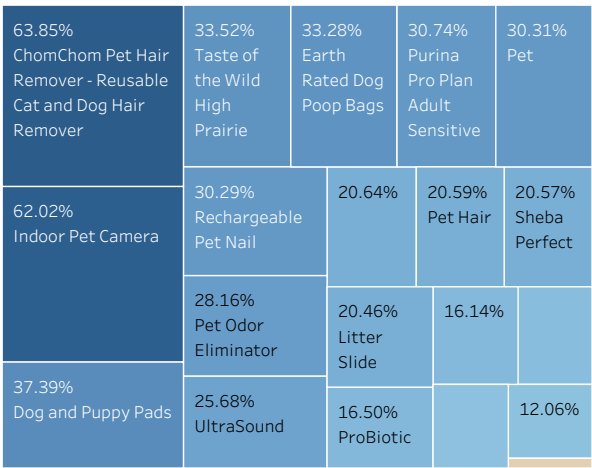 63.85%
ChomChom Pet Hair
Remover - Reusable
Cat and Dog Hair
Remover
62.02%
Indoor Pet Camera
37.39%
Dog and Puppy Pads
33.52%
Taste of
the Wild
High
Prairie
33.28%
Earth
Rated Dog
Poop Bags
30.74%
Purina
Pro Plan
Adult
Sensitive
30.31%
Pet
30.29%
Rechargeable
Pet Nail
28.16%
Pet Odor
Eliminator
25.68%
UltraSound
20.64%
20.59%
Pet Hair
20.57%
Sheba
Perfect
20.46%
Litter
Slide
16.50%
ProBiotic
16.14%
12.06%